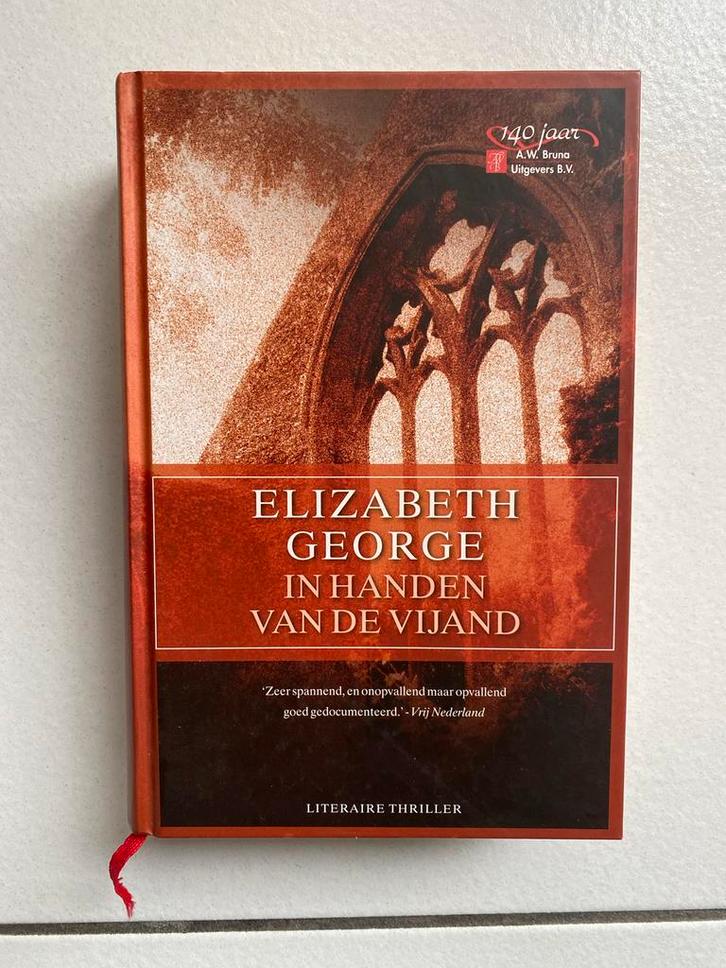 140 jaar
A.W. Bruna
Uitgevers B.V.
ELIZABETH
GEORGE
IN HANDEN
VAN DE VIJAND
‘Zeer spannend, en onopvallend maar opvallend
goed gedocumenteerd.’ - Vrij Nederland
LITERAIRE THRILLER